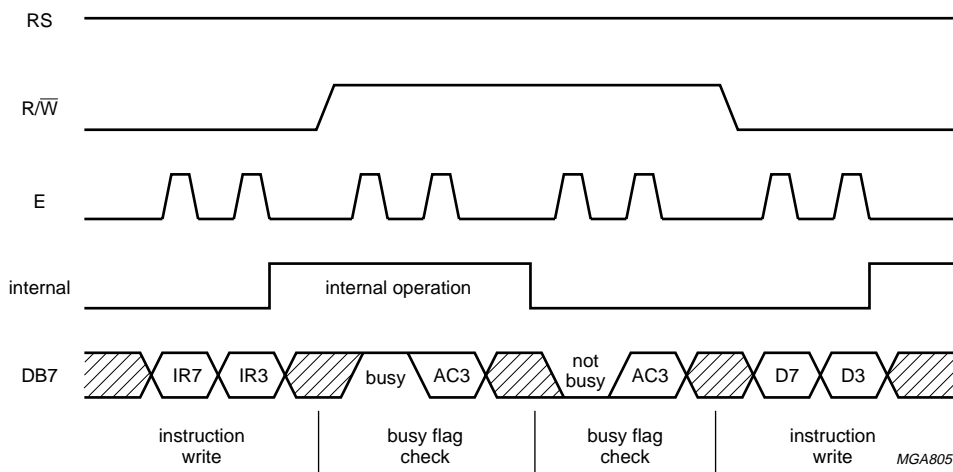 RS
R/W̅
E
internal
internal operation
DB7
IR7
IR3
busy
AC3
not
busy
AC3
D7
D3
instruction
write
busy flag
check
busy flag
check
instruction
write
MGA805